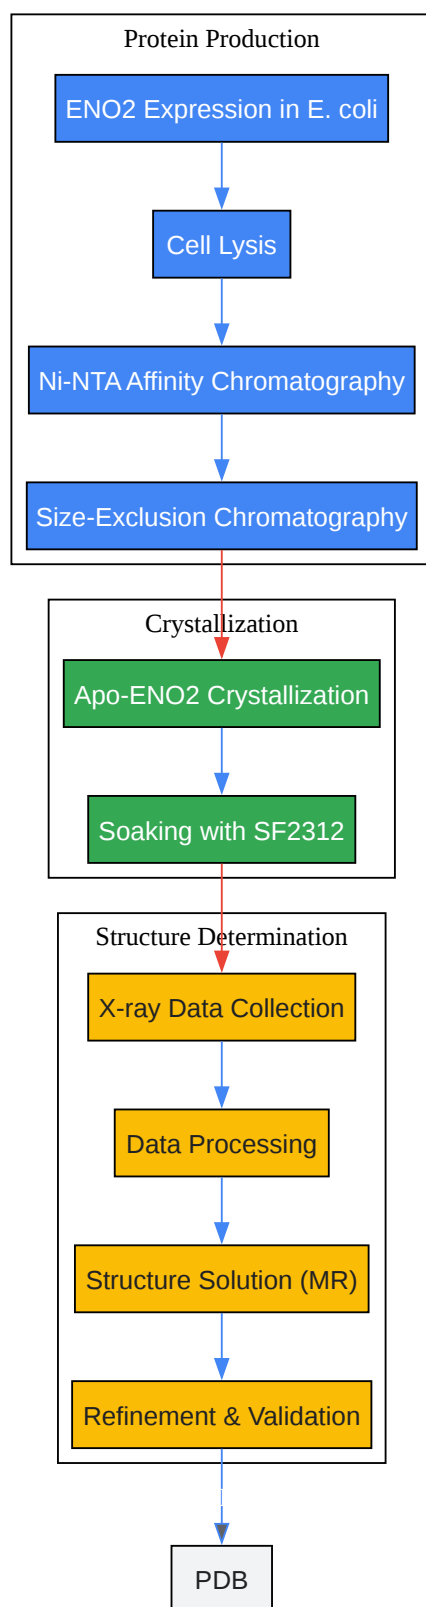 Protein Production
ENO2 Expression in E. coli
Cell Lysis
Ni-NTA Affinity Chromatography
Size-Exclusion Chromatography
Crystallization
Apo-ENO2 Crystallization
Soaking with SF2312
Structure Determination
X-ray Data Collection
Data Processing
Structure Solution (MR)
Refinement & Validation
PDB